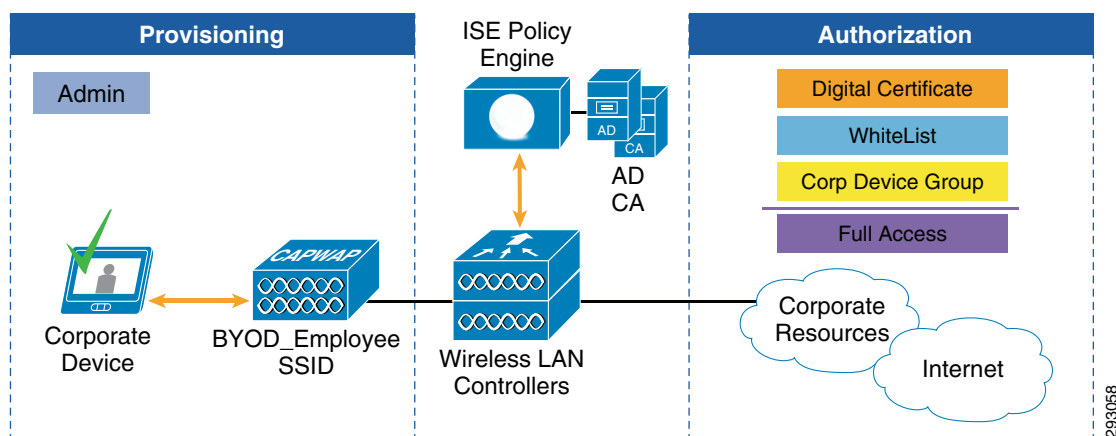 Provisioning
Admin
Corporate
Device
CAPWAP
BYOD_Employee
SSID
ISE Policy
Engine
AD
CA
AD
CA
Wireless LAN
Controllers
Authorization
Digital Certificate
WhiteList
Corp Device Group
Full Access
Corporate
Resources
Internet
293058